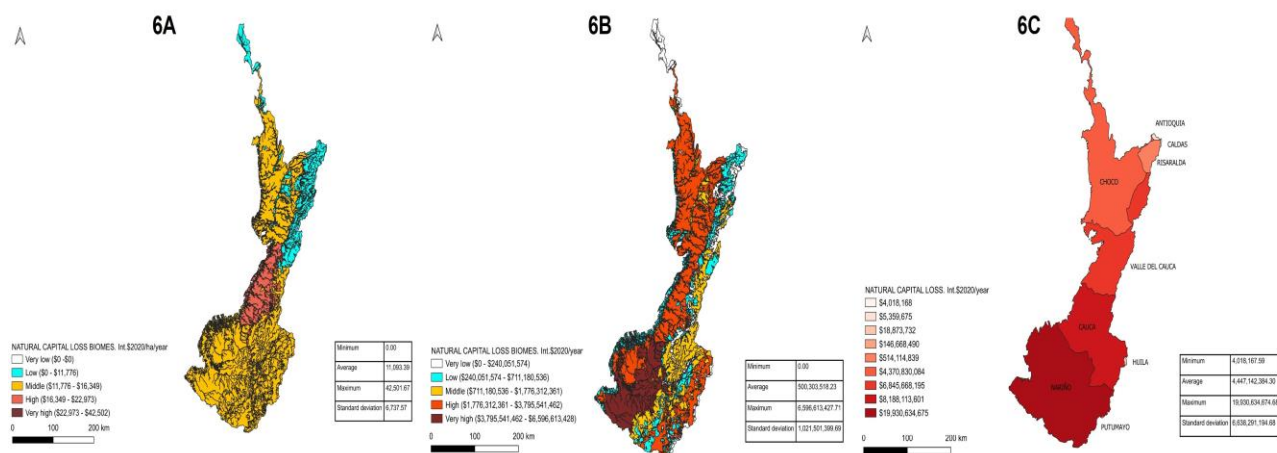 6A
NATURAL CAPITAL LOSS BIOMES. Int.$2020/ha/year
Very low ($0 -$0)
Low ($0 - $11,776)
Middle ($11,776 - $16,349)
High ($16,349 - $22,973)
Very high ($22,973 - $42,502)
0 100 200 km
Minimum 0.00
Average 11,093.39
Maximum 42,501.67
Standard deviation 6,737.57
6B
NATURAL CAPITAL LOSS BIOMES. Int.$2020/year
Very low ($0 - $240,051,574)
Low ($240,051,574 - $711,180,536)
Middle ($711,180,536 - $1,776,312,361)
High ($1,776,312,361 - $3,795,541,462)
Very high ($3,795,541,462 - $6,596,613,428)
0 100 200 km
Minimum 0.00
Average 500,303,518.23
Maximum 6,596,613,427.71
Standard deviation 1,021,501,399.69
6C
ANTIOQUIA
CALDAS
RISARALDA
CHOCO
VALLE DEL CAUCA
CAUCA
HUILA
NARIÑO
PUTUMAYO
NATURAL CAPITAL LOSS. Int.$2020/year
$4,018,168
$5,359,675
$18,873,732
$146,668,490
$514,114,839
$4,370,830,084
$6,845,668,195
$8,188,113,601
$19,930,634,675
0 100 200 km
Minimum 4,018,167.59
Average 4,447,142,384.30
Maximum 19,930,634,674.68
Standard deviation 6,638,291,194.68